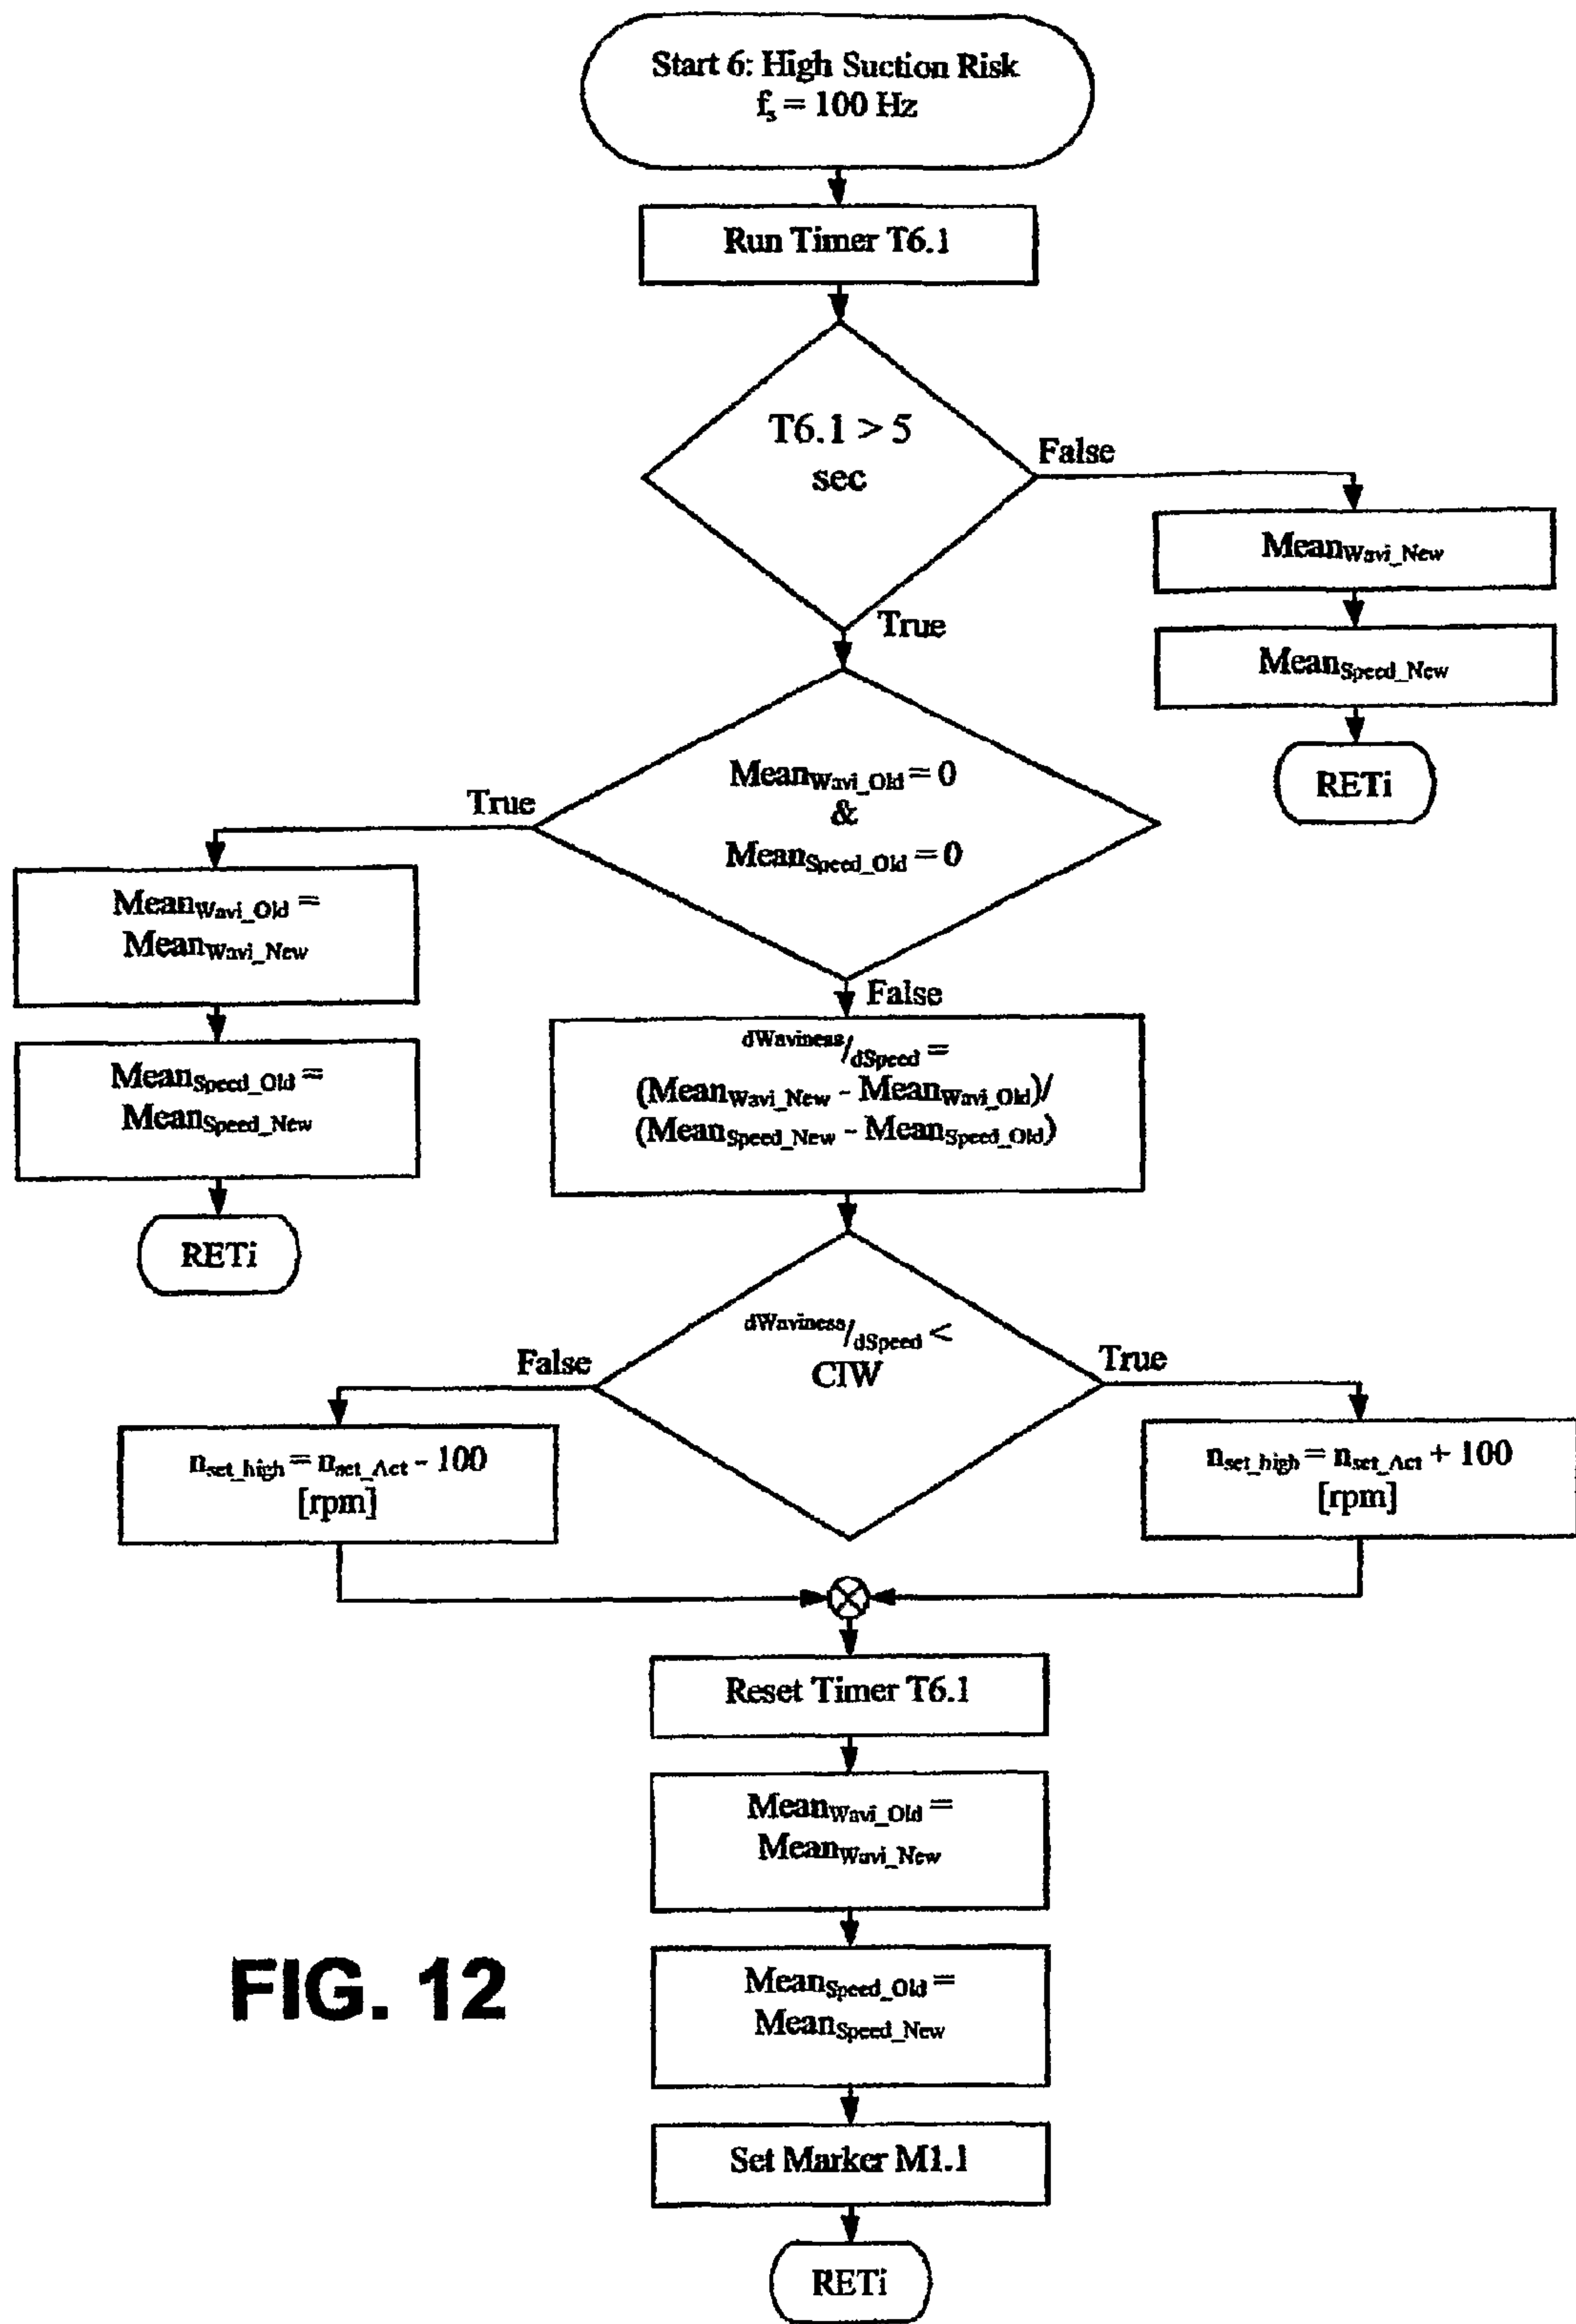 Start 6: High Suction Risk
fs = 100 Hz
Run Timer T6.1
T6.1 > 5
sec
False
MeanWavi_New
MeanSpeed_New
RETi
True
MeanWavi_Old = 0
&
MeanSpeed_Old = 0
True
MeanWavi_Old =
MeanWavi_New
MeanSpeed_Old =
MeanSpeed_New
RETi
False
dWaviness/dSpeed =
(MeanWavi_New - MeanWavi_Old)/
(MeanSpeed_New - MeanSpeed_Old)
dWaviness/dSpeed <
CIW
False
True
nset_high = nset_Act - 100
[rpm]
nset_high = nset_Act + 100
[rpm]
Reset Timer T6.1
MeanWavi_Old =
MeanWavi_New
MeanSpeed_Old =
MeanSpeed_New
Set Marker M1.1
RETi
FIG. 12